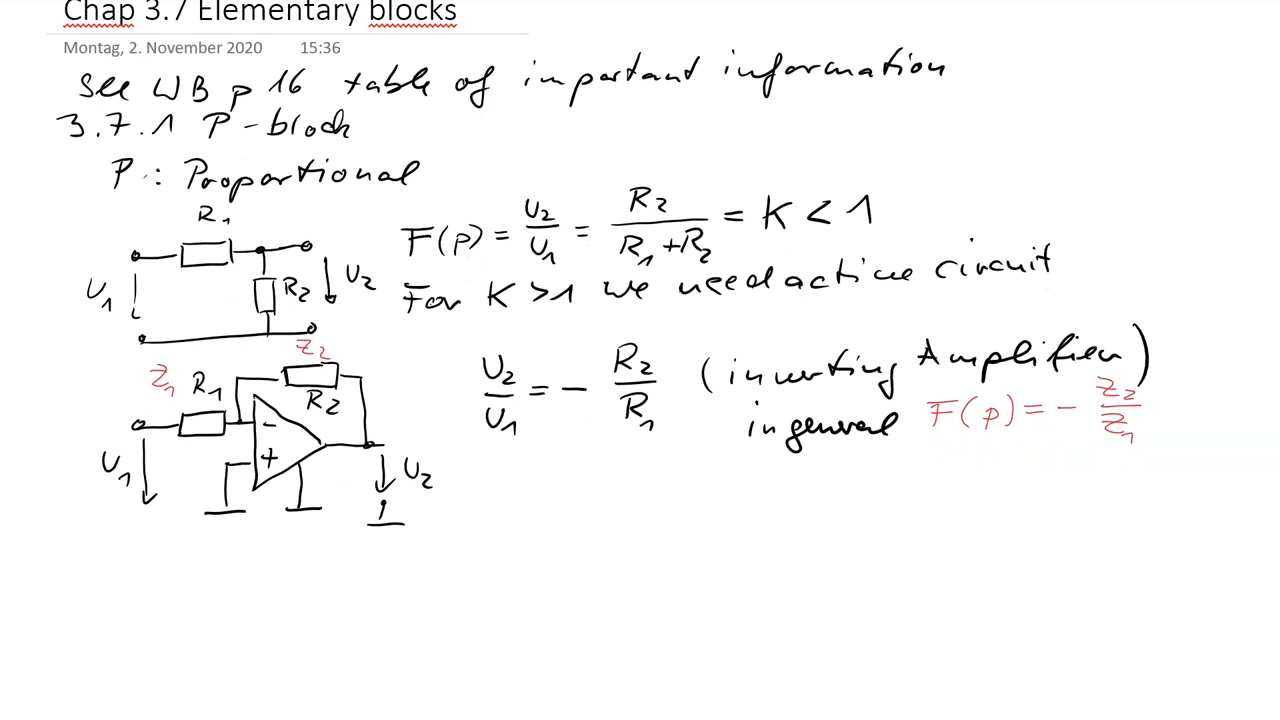 Chap 3.7 Elementary blocks
Montag, 2. November 2020 15:36
See WB p 16 table of important information
3.7.1 P-block
P: Proportional
R₁
U₁
R₂
U₂
F(p) = U₂/U₁ = R₂/(R₁+R₂) = K < 1
For K >1 we need active circuit
Z₂
Z₁
R₁
R₂
-
+
U₁
U₂
U₂/U₁ = - R₂/R₁ (inverting Amplifier)
in general F(p) = - Z₂/Z₁